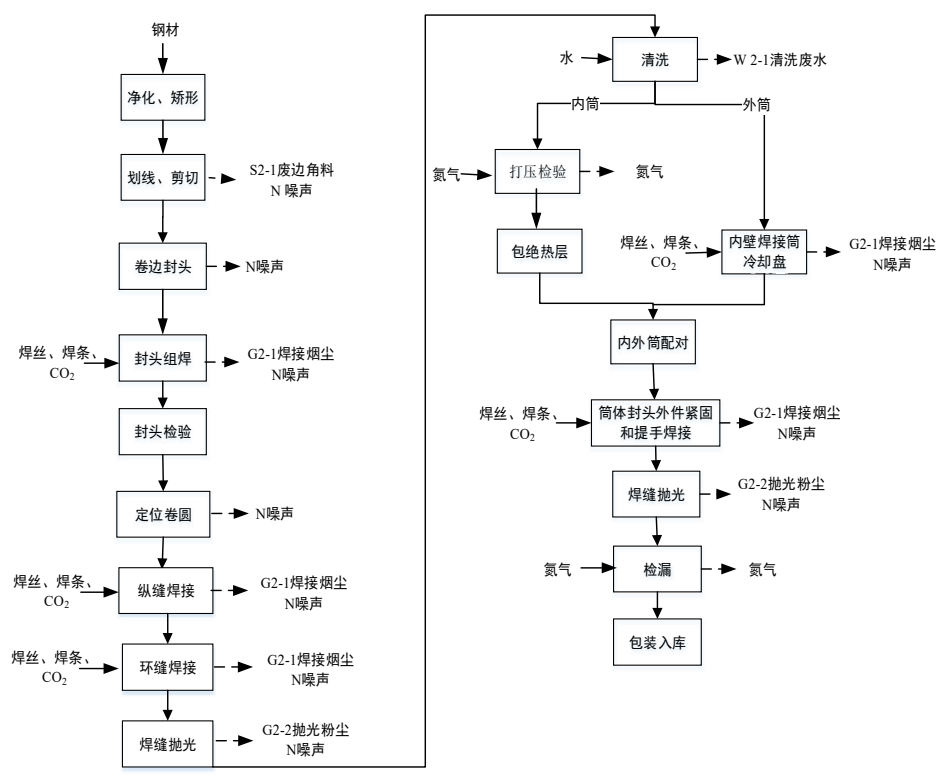 钢材
净化、矫形
划线、剪切
S2-1废边角料
N 噪声
卷边封头
N噪声
焊丝、焊条、
CO₂
封头组焊
G2-1焊接烟尘
N噪声
封头检验
定位卷圆
N噪声
焊丝、焊条、
CO₂
纵缝焊接
G2-1焊接烟尘
N噪声
焊丝、焊条、
CO₂
环缝焊接
G2-1焊接烟尘
N噪声
焊缝抛光
G2-2抛光粉尘
N噪声
水
清洗
W 2-1清洗废水
内筒
外筒
氮气
打压检验
氮气
包绝热层
焊丝、焊条、
CO₂
内壁焊接筒
冷却盘
G2-1焊接烟尘
N噪声
内外筒配对
焊丝、焊条、
CO₂
筒体封头外件紧固
和提手焊接
G2-1焊接烟尘
N噪声
焊缝抛光
G2-2抛光粉尘
N噪声
氮气
检漏
氮气
包装入库